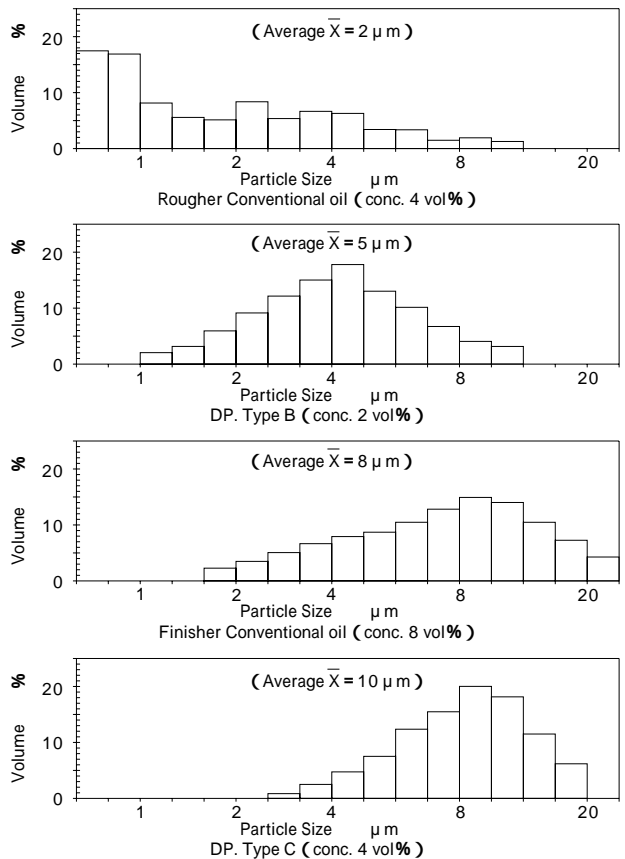 %
20
( Average X̄ = 2 μ m )
10
Volume
0
1 2 4 8 20
Particle Size μ m
Rougher Conventional oil ( conc. 4 vol% )
%
20
( Average X̄ = 5 μ m )
10
Volume
0
1 2 4 8 20
Particle Size μ m
DP. Type B ( conc. 2 vol% )
%
20
( Average X̄ = 8 μ m )
10
Volume
0
1 2 4 8 20
Particle Size μ m
Finisher Conventional oil ( conc. 8 vol% )
%
20
( Average X̄ = 10 μ m )
10
Volume
0
1 2 4 8 20
Particle Size μ m
DP. Type C ( conc. 4 vol% )